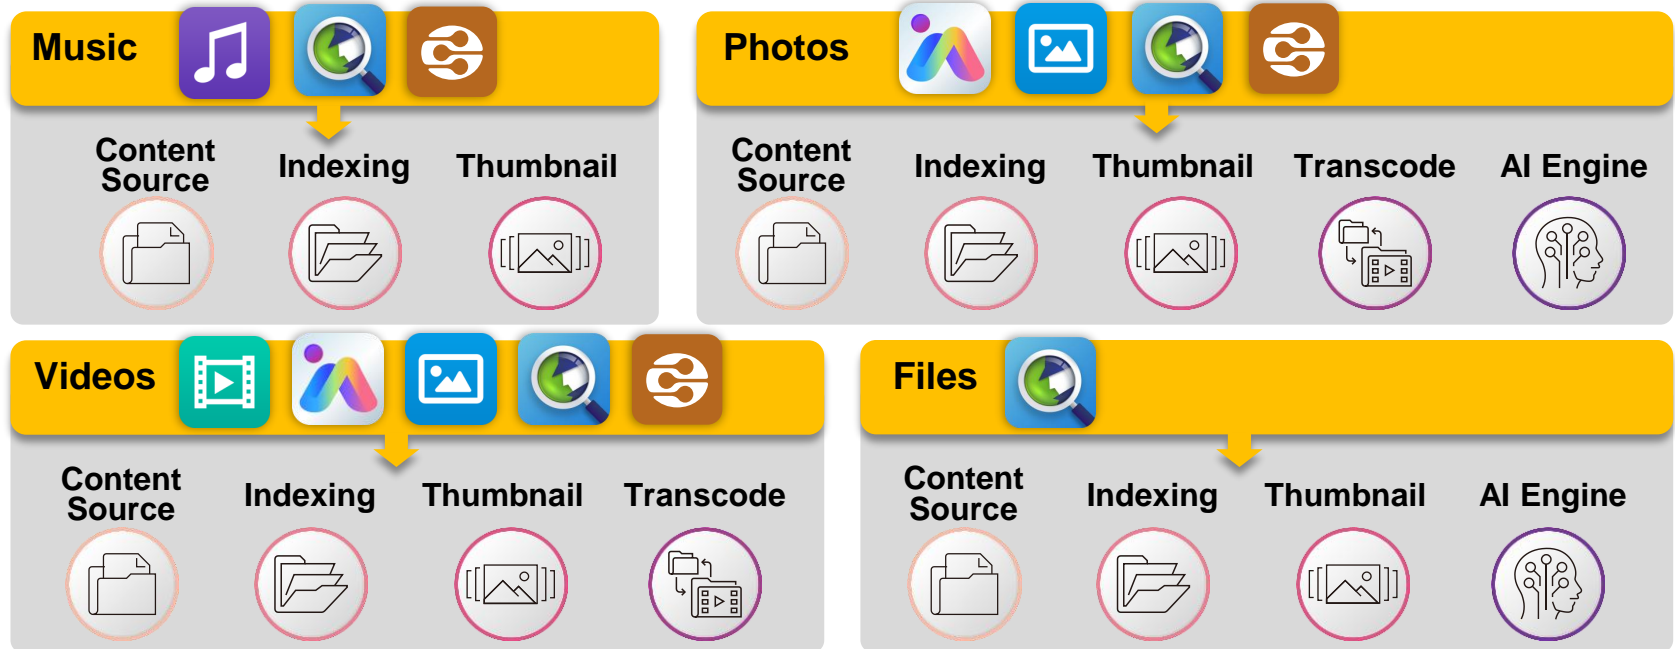 Music
Content
Source
Indexing
Thumbnail
Photos
Content
Source
Indexing
Thumbnail
Transcode
AI Engine
Videos
Content
Source
Indexing
Thumbnail
Transcode
Files
Content
Source
Indexing
Thumbnail
AI Engine